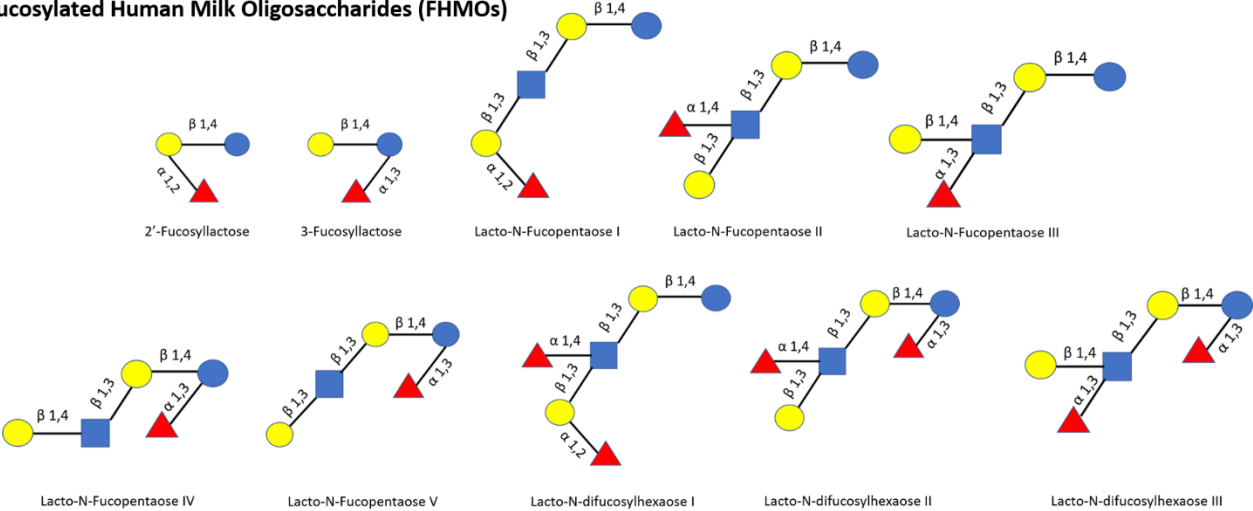 ucosylated Human Milk Oligosaccharides (FHMOs)
β 1,4
β 1,3
β 1,3
α 1,2
β 1,4
β 1,3
α 1,4
β 1,3
β 1,4
β 1,3
β 1,4
α 1,3
β 1,4
α 1,2
β 1,4
α 1,3
2′-Fucosyllactose
3-Fucosyllactose
Lacto-N-Fucopentaose I
Lacto-N-Fucopentaose II
Lacto-N-Fucopentaose III
β 1,4
β 1,3
β 1,4
α 1,3
β 1,4
β 1,3
β 1,3
α 1,3
β 1,4
β 1,3
α 1,4
β 1,3
α 1,2
β 1,4
β 1,3
α 1,4
β 1,3
α 1,3
β 1,4
β 1,3
β 1,4
α 1,3
α 1,3
Lacto-N-Fucopentaose IV
Lacto-N-Fucopentaose V
Lacto-N-difucosylhexaose I
Lacto-N-difucosylhexaose II
Lacto-N-difucosylhexaose III